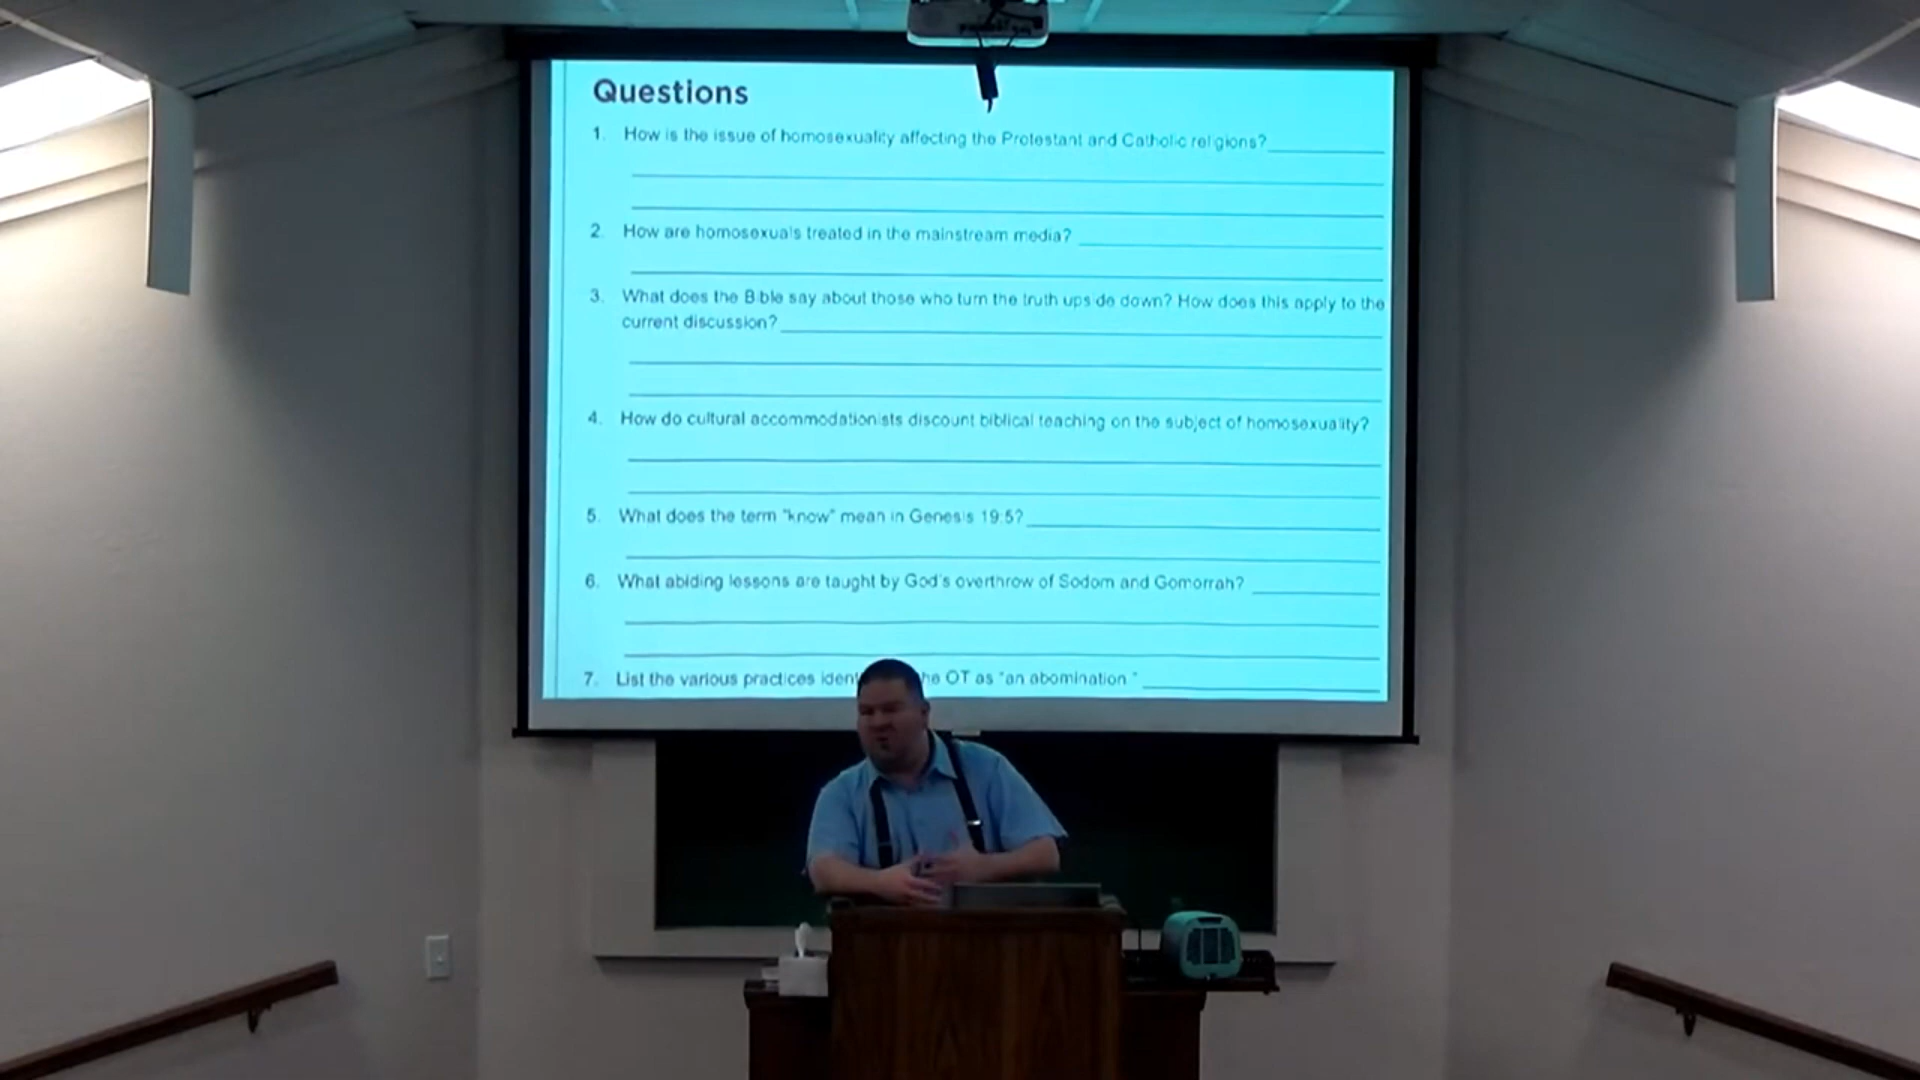 Questions
1. How is the issue of homosexuality affecting the Protestant and Catholic religions?
2. How are homosexuals treated in the mainstream media?
3. What does the Bible say about those who turn the truth upside down? How does this apply to the
current discussion?
4. How do cultural accommodationists discount biblical teaching on the subject of homosexuality?
5. What does the term "know" mean in Genesis 19:5?
6. What abiding lessons are taught by God's overthrow of Sodom and Gomorrah?
7. List the various practices OT as "an abomination."